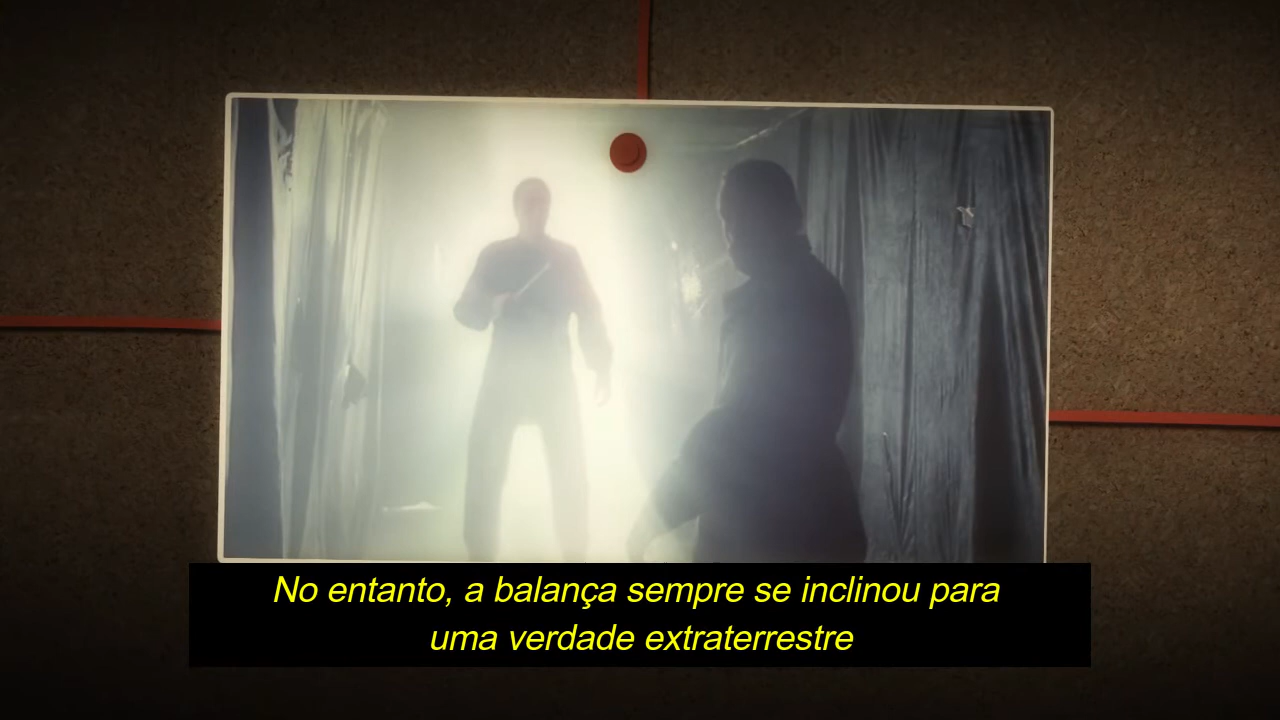 No entanto, a balança sempre se inclinou para
uma verdade extraterrestre